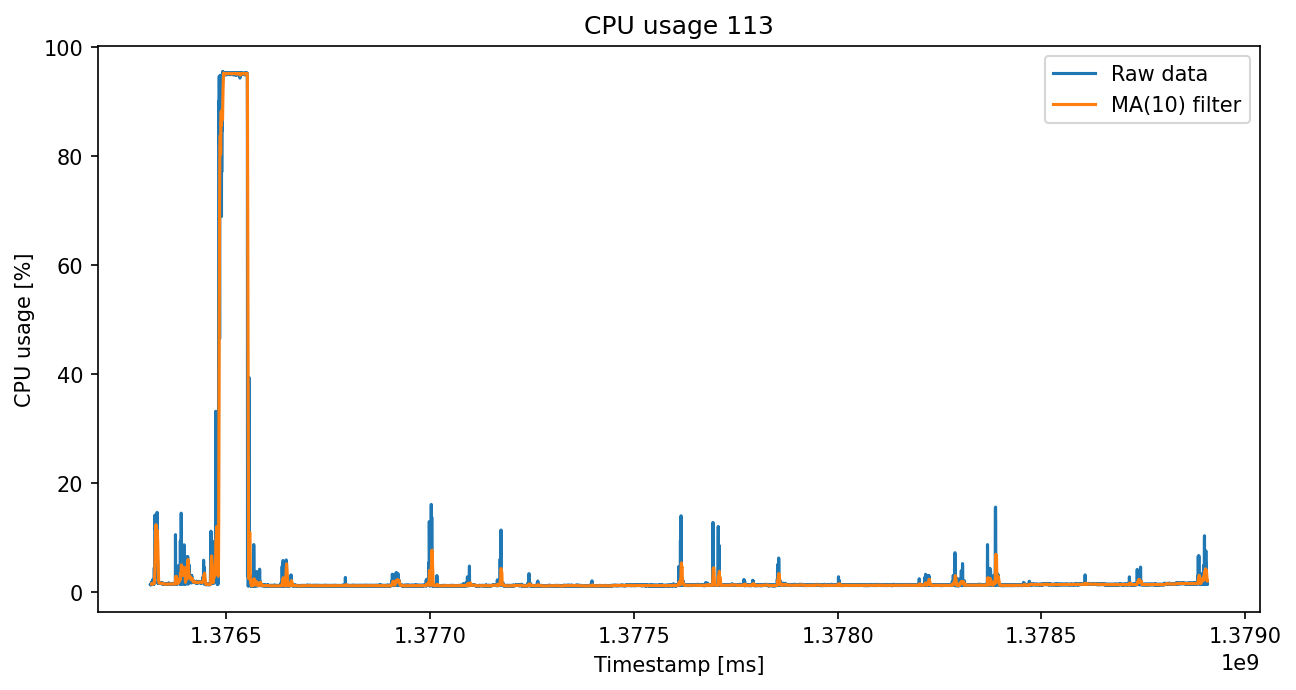 CPU usage 113
Raw data
MA(10) filter
CPU usage [%]
100
80
60
40
20
0
1.3765 1.3770 1.3775 1.3780 1.3785 1.3790
1e9
Timestamp [ms]